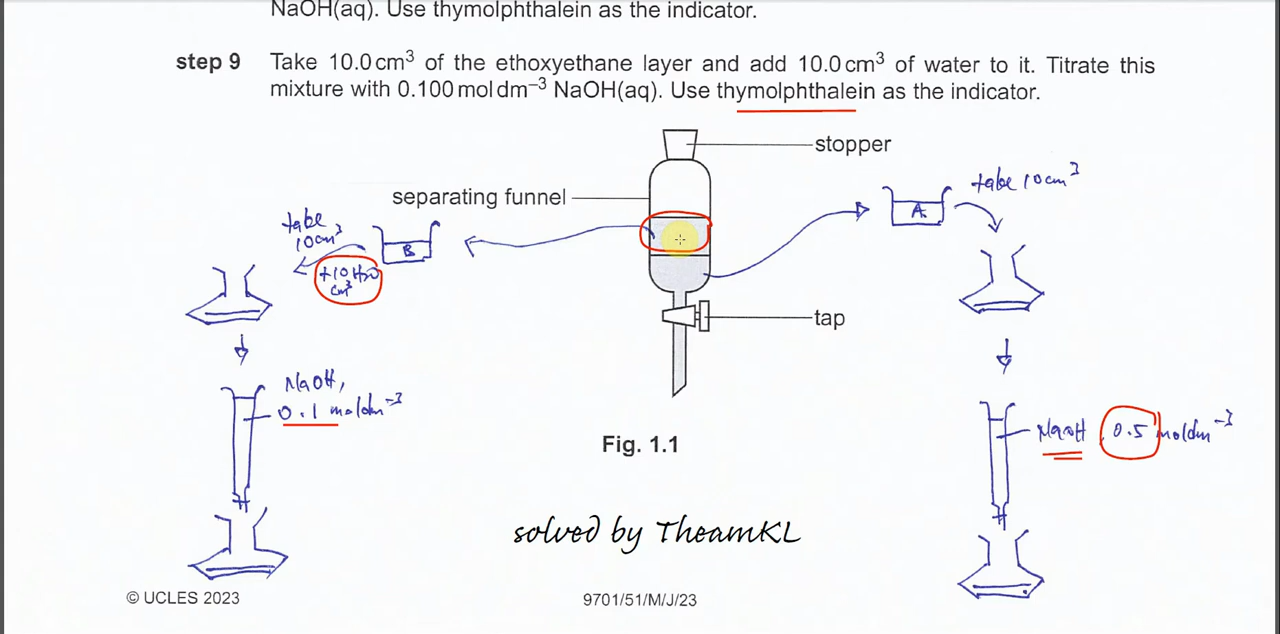 NaOH(aq). Use thymolphthalein as the indicator.
step 9 Take 10.0 cm³ of the ethoxyethane layer and add 10.0 cm³ of water to it. Titrate this
mixture with 0.100 mol dm⁻³ NaOH(aq). Use thymolphthalein as the indicator.
stopper
separating funnel
take 10cm³
A
take
10cm³
B
+10 H₂O
cm³
tap
NaOH,
0.1 moldm⁻³
NaOH 0.5 moldm⁻³
Fig. 1.1
solved by TheamKL
© UCLES 2023
9701/51/M/J/23